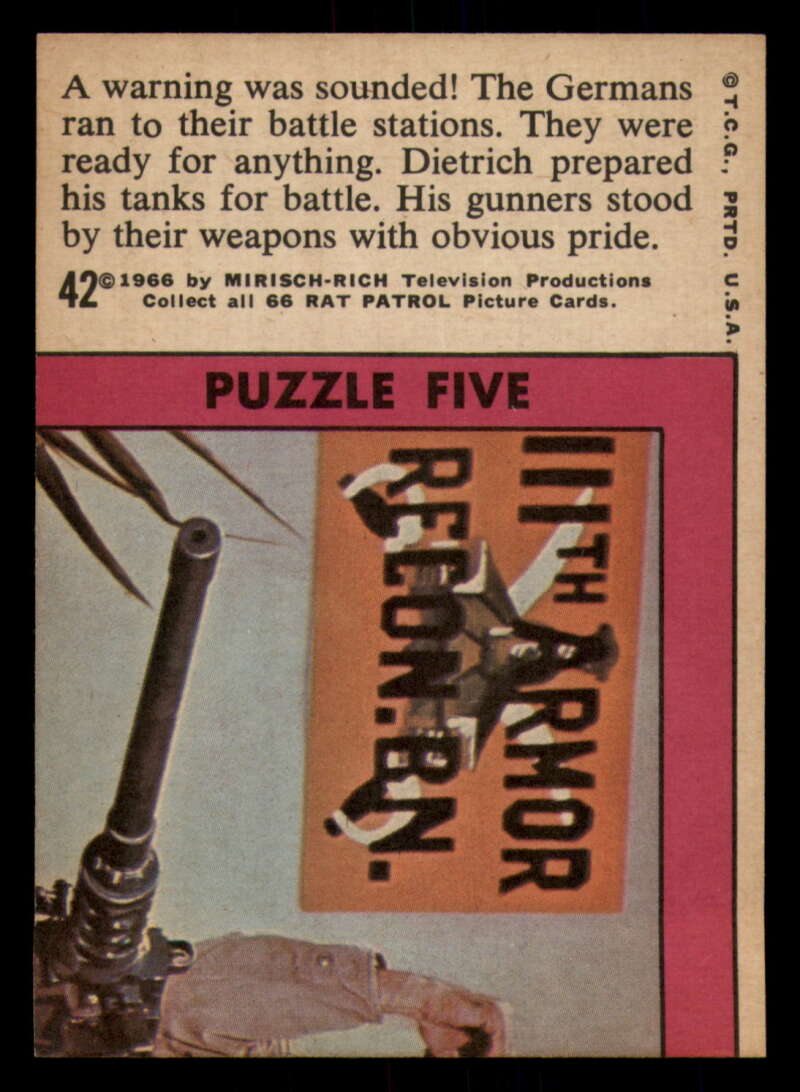 A warning was sounded! The Germans
ran to their battle stations. They were
ready for anything. Dietrich prepared
his tanks for battle. His gunners stood
by their weapons with obvious pride.
42 © 1966 by MIRISCH-RICH Television Productions
Collect all 66 RAT PATROL Picture Cards.
© T.C.G., PRTD. U.S.A.
PUZZLE FIVE
IIITH ARMOR
RECON. BN.